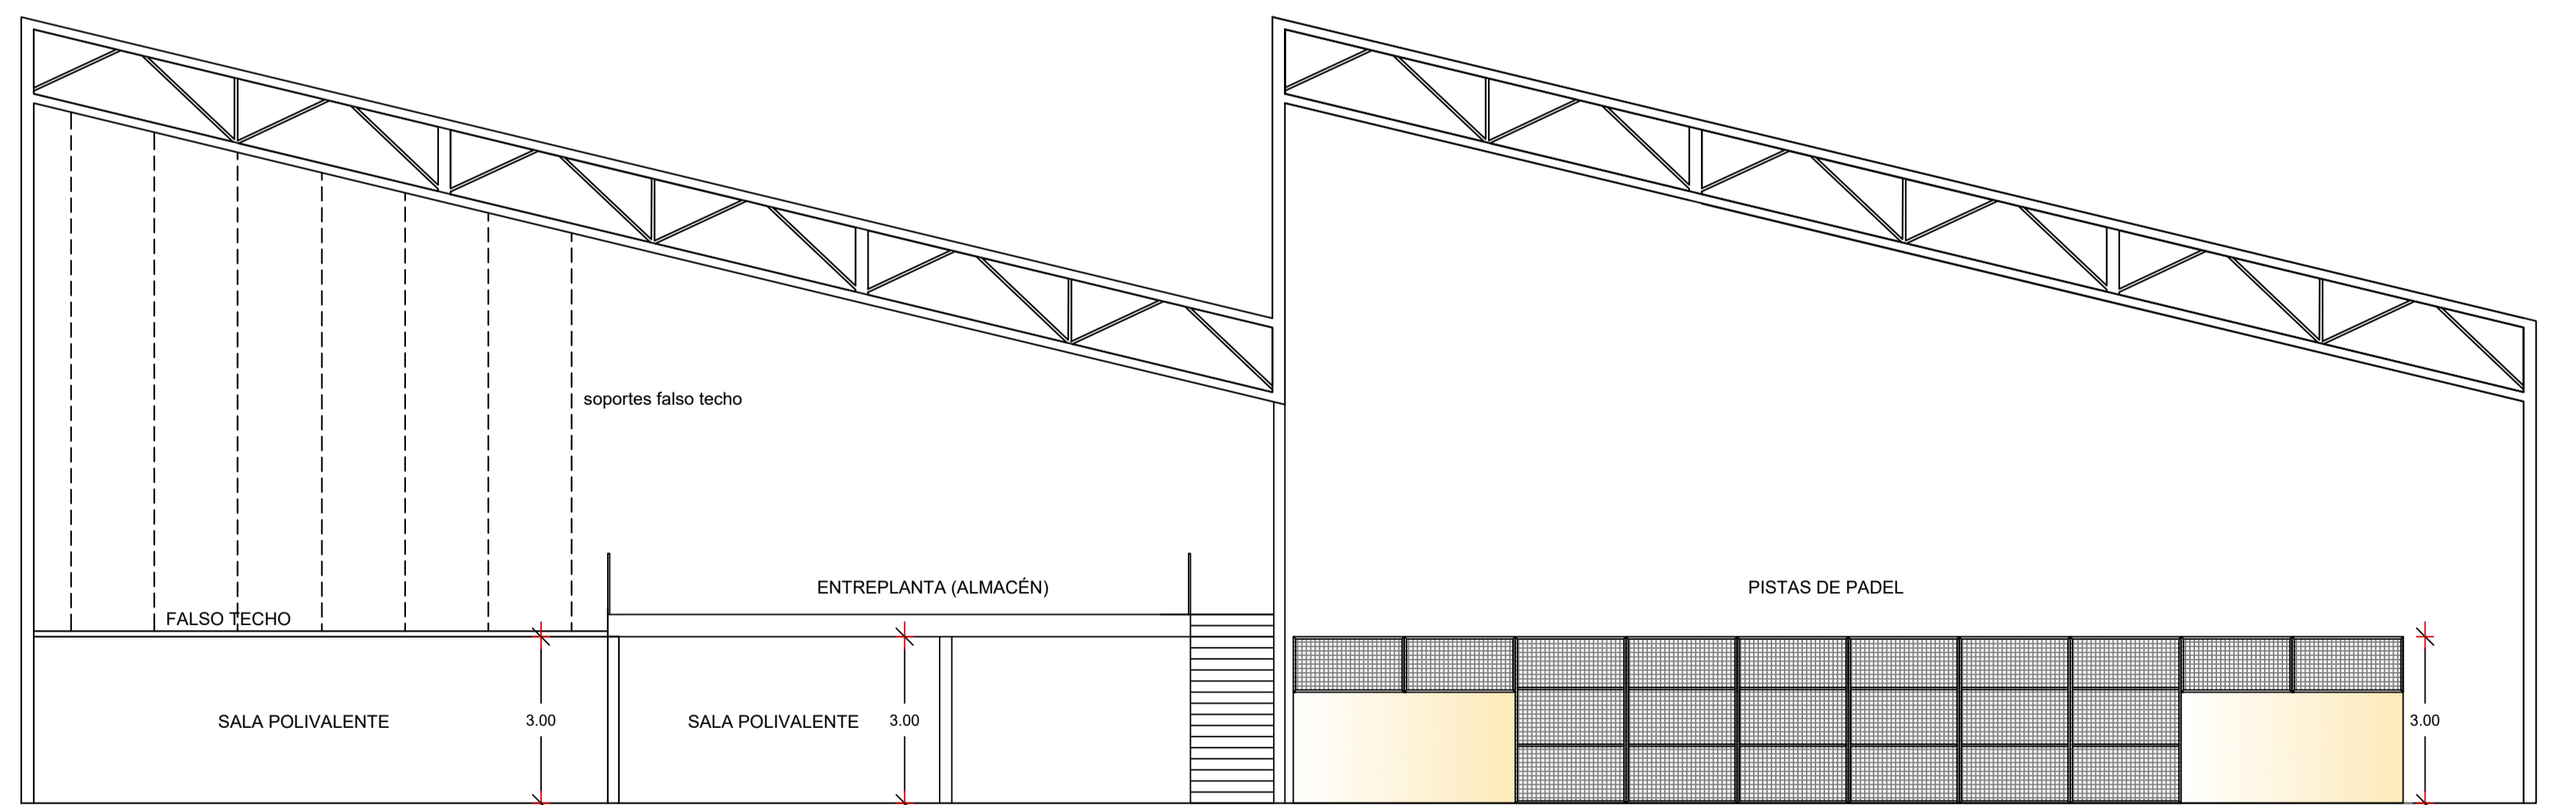 soportes falso techo
ENTREPLANTA (ALMACÉN)
PISTAS DE PADEL
FALSO TECHO
SALA POLIVALENTE
3.00
SALA POLIVALENTE
3.00
3.00